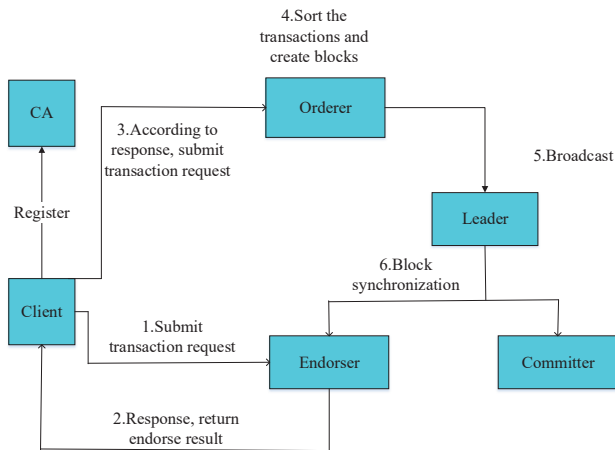 4.Sort the
transactions and
create blocks
CA
Orderer
3.According to
response, submit
transaction request
5.Broadcast
Register
Leader
6.Block
synchronization
Client
1.Submit
transaction request
Endorser
Committer
2.Response, return
endorse result